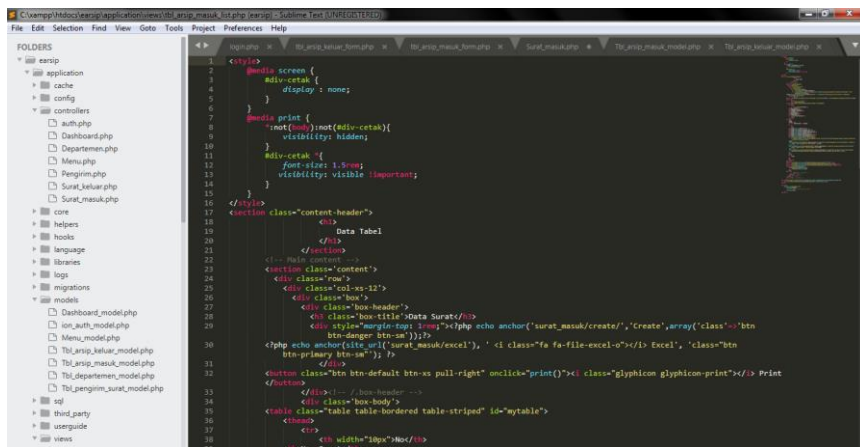 C:\xampp\htdocs\earsip\application\views\tbl_arsip_masuk_list.php (earsip) - Sublime Text (UNREGISTERED)
File Edit Selection Find View Goto Tools Project Preferences Help
FOLDERS
earsip
application
cache
config
controllers
auth.php
Dashboard.php
Departemen.php
Menu.php
Pengirim.php
Surat_keluar.php
Surat_masuk.php
core
helpers
hooks
language
libraries
logs
migrations
models
Dashboard_model.php
ion_auth_model.php
Menu_model.php
Tbl_arsip_keluar_model.php
Tbl_arsip_masuk_model.php
Tbl_departemen_model.php
Tbl_pengirim_surat_model.php
sql
third_party
userguide
views
login.php tbl_arsip_keluar_form.php tbl_arsip_masuk_form.php Surat_masuk.php Tbl_arsip_masuk_model.php Tbl_arsip_keluar_model.php
1 <style>
2 @media screen {
3 #div-cetak {
4 display : none;
5 }
6 }
7 @media print {
8 *:not(body):not(#div-cetak){
9 visibility: hidden;
10 }
11 #div-cetak *{
12 font-size: 1.5rem;
13 visibility: visible !important;
14 }
15 }
16 </style>
17 <section class="content-header">
18 <h1>
19 Data Tabel
20 </h1>
21 </section>
22 <!-- Main content -->
23 <section class='content'>
24 <div class='row'>
25 <div class='col-xs-12'>
26 <div class='box'>
27 <div class='box-header'>
28 <h3 class='box-title'>Data Surat</h3>
29 <div style="margin-top: 1rem;"><?php echo anchor('surat_masuk/create/','Create',array('class'=>'btn
btn-danger btn-sm'));?>
30 <?php echo anchor(site_url('surat_masuk/excel'), ' <i class="fa fa-file-excel-o"></i> Excel', 'class="btn
btn-primary btn-sm"'); ?>
31 </div>
32 <button class="btn btn-default btn-xs pull-right" onclick="print()"><i class="glyphicon glyphicon-print"></i> Print
</button>
33 </div><!-- /.box-header -->
34 <div class='box-body'>
35 <table class="table table-bordered table-striped" id="mytable">
36 <thead>
37 <tr>
38 <th width="10px">No</th>